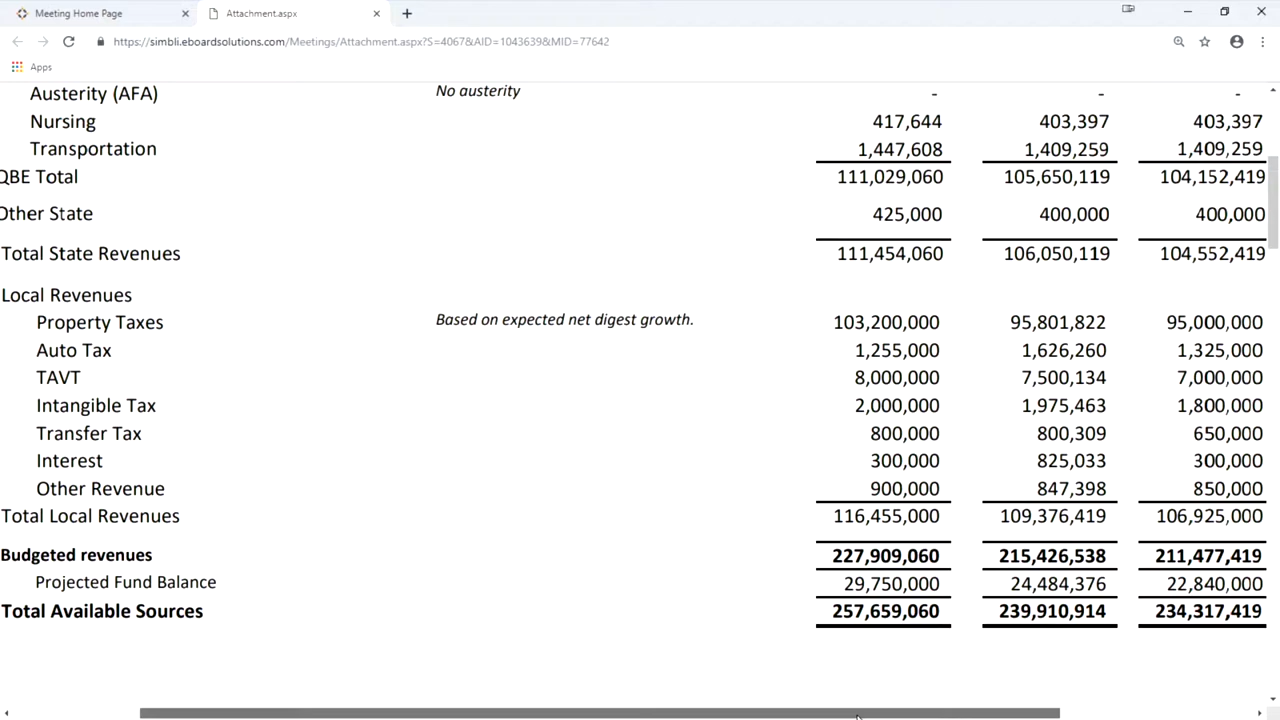 Meeting Home Page × Attachment.aspx × +
https://simbli.eboardsolutions.com/Meetings/Attachment.aspx?S=4067&AID=1043639&MID=77642
Apps
Austerity (AFA) No austerity - - -
Nursing 417,644 403,397 403,397
Transportation 1,447,608 1,409,259 1,409,259
QBE Total 111,029,060 105,650,119 104,152,419
Other State 425,000 400,000 400,000
Total State Revenues 111,454,060 106,050,119 104,552,419
Local Revenues
Property Taxes Based on expected net digest growth. 103,200,000 95,801,822 95,000,000
Auto Tax 1,255,000 1,626,260 1,325,000
TAVT 8,000,000 7,500,134 7,000,000
Intangible Tax 2,000,000 1,975,463 1,800,000
Transfer Tax 800,000 800,309 650,000
Interest 300,000 825,033 300,000
Other Revenue 900,000 847,398 850,000
Total Local Revenues 116,455,000 109,376,419 106,925,000
Budgeted revenues 227,909,060 215,426,538 211,477,419
Projected Fund Balance 29,750,000 24,484,376 22,840,000
Total Available Sources 257,659,060 239,910,914 234,317,419